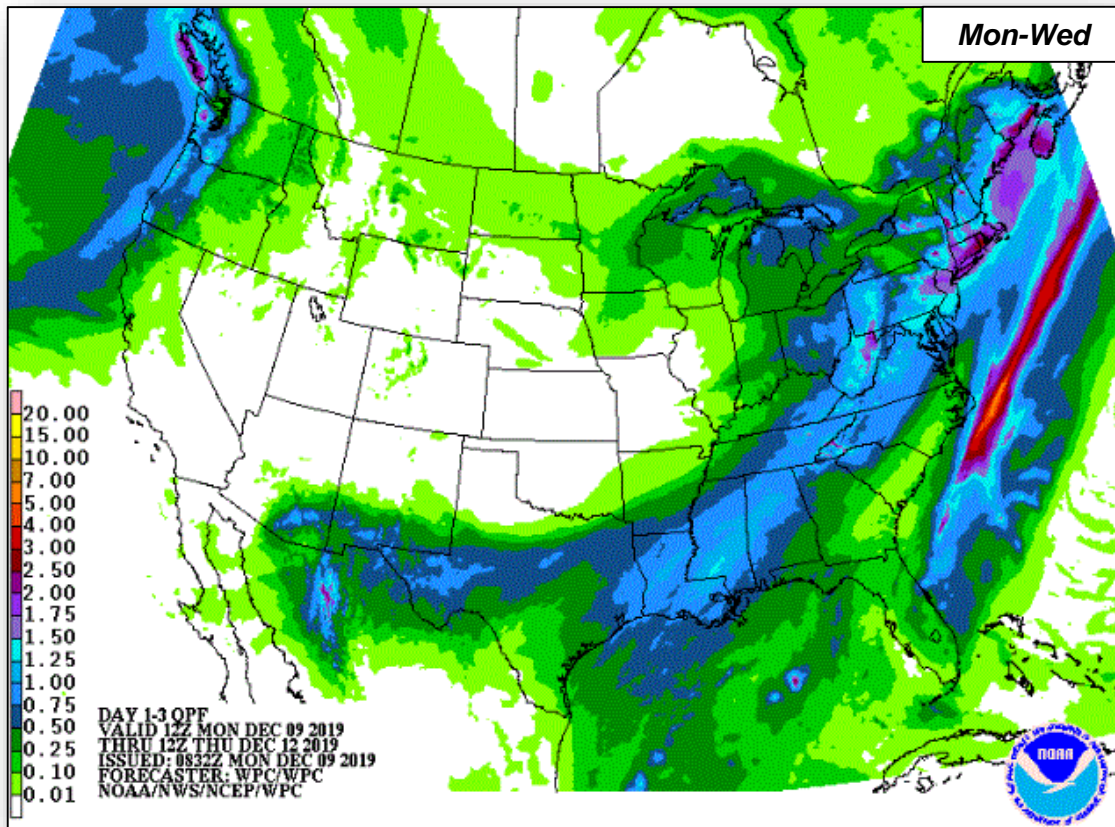 Mon-Wed
20.00
15.00
10.00
7.00
5.00
4.00
3.00
2.50
2.00
1.75
1.50
1.25
1.00
0.75
0.50
0.25
0.10
0.01
DAY 1-3 QPF
VALID 12Z MON DEC 09 2019
THRU 12Z THU DEC 12 2019
ISSUED: 0832Z MON DEC 09 2019
FORECASTER: WPC/WPC
NOAA/NWS/NCEP/WPC
NOAA